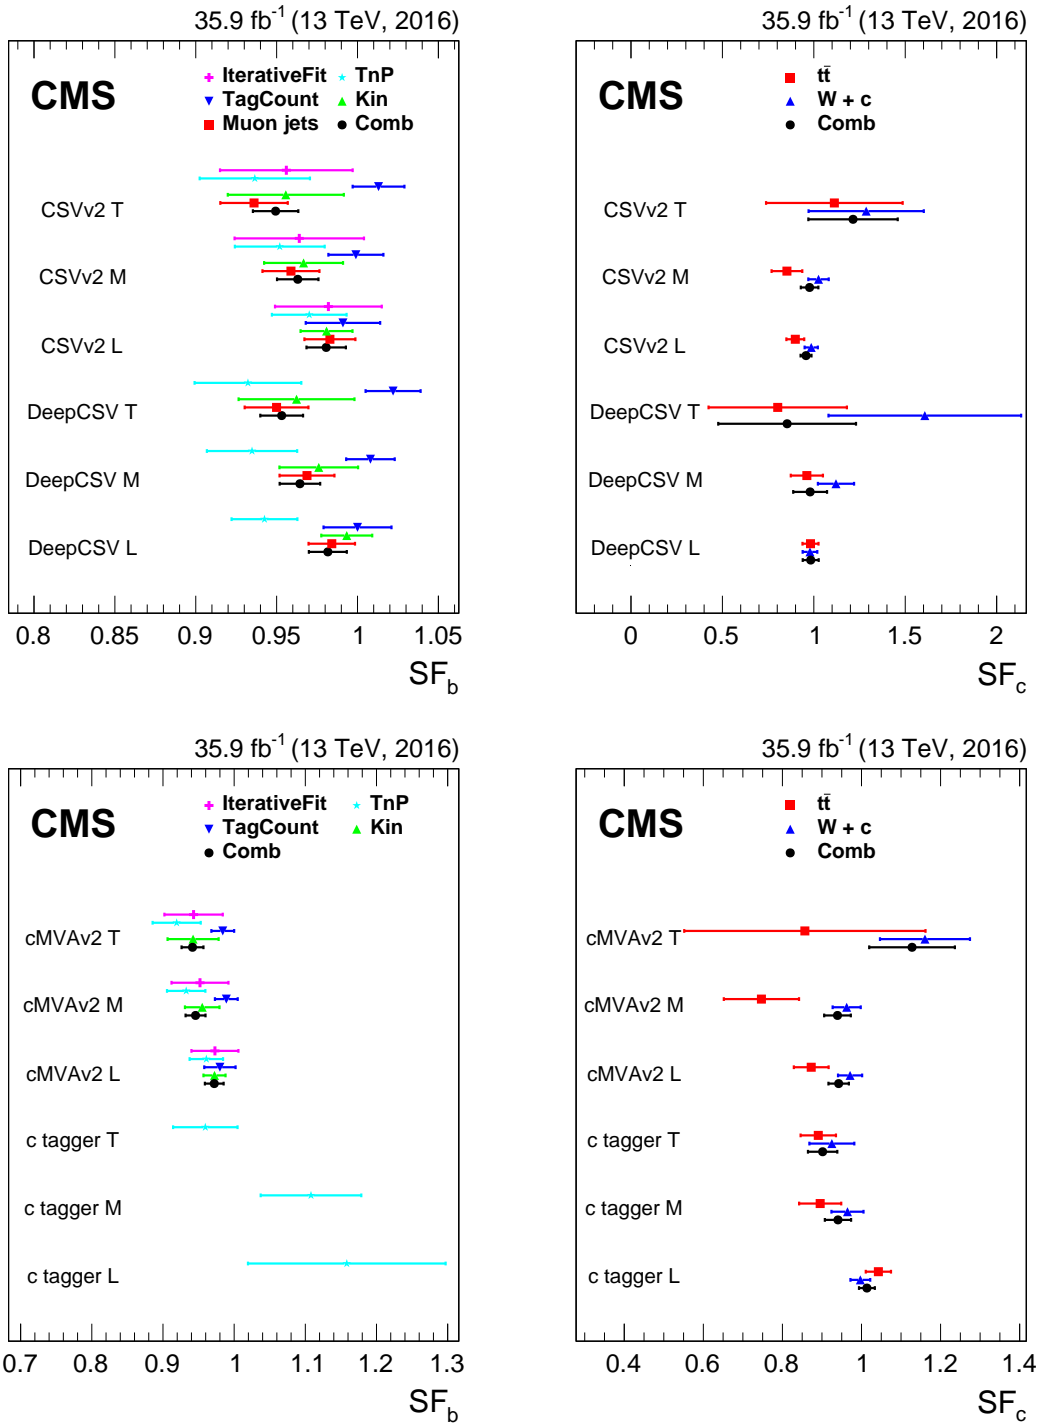 35.9 fb⁻¹ (13 TeV, 2016)
CMS
IterativeFit
TnP
TagCount
Kin
Muon jets
Comb
CSVv2 T
CSVv2 M
CSVv2 L
DeepCSV T
DeepCSV M
DeepCSV L
0.8 0.85 0.9 0.95 1 1.05
SF_b
35.9 fb⁻¹ (13 TeV, 2016)
CMS
tt̄
W + c
Comb
CSVv2 T
CSVv2 M
CSVv2 L
DeepCSV T
DeepCSV M
DeepCSV L
0 0.5 1 1.5 2
SF_c
35.9 fb⁻¹ (13 TeV, 2016)
CMS
IterativeFit
TnP
TagCount
Kin
Comb
cMVAv2 T
cMVAv2 M
cMVAv2 L
c tagger T
c tagger M
c tagger L
0.7 0.8 0.9 1 1.1 1.2 1.3
SF_b
35.9 fb⁻¹ (13 TeV, 2016)
CMS
tt̄
W + c
Comb
cMVAv2 T
cMVAv2 M
cMVAv2 L
c tagger T
c tagger M
c tagger L
0.4 0.6 0.8 1 1.2 1.4
SF_c